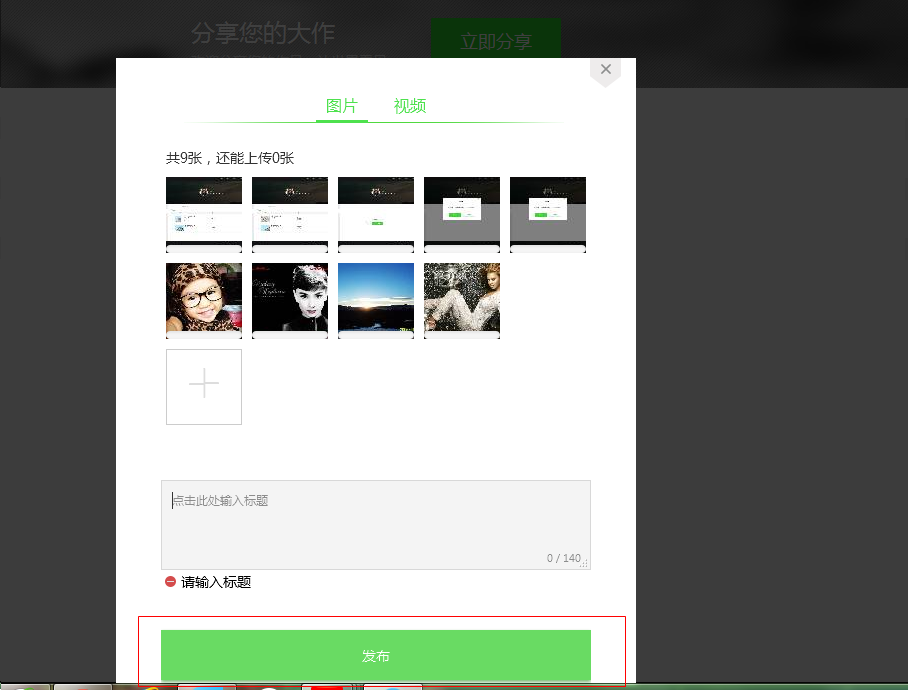 分享您的大作
立即分享
图片
视频
共9张，还能上传0张
点击此处输入标题
0 / 140
请输入标题
发布